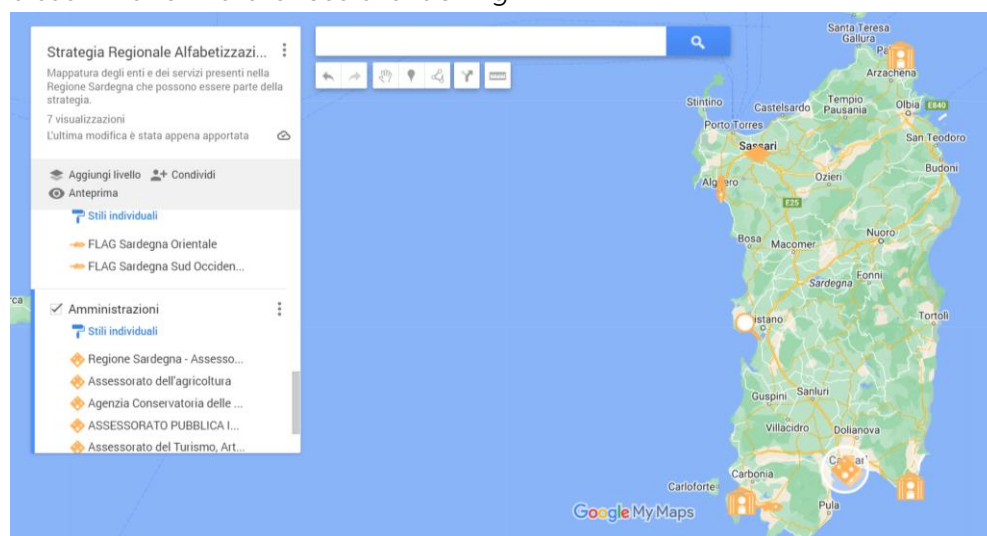 Strategia Regionale Alfabetizzazi...
Mappatura degli enti e dei servizi presenti nella
Regione Sardegna che possono essere parte della
strategia.
7 visualizzazioni
L'ultima modifica è stata appena apportata
Aggiungi livello Condividi
Anteprima
Stili individuali
FLAG Sardegna Orientale
FLAG Sardegna Sud Occiden...
Amministrazioni
Stili individuali
Regione Sardegna - Assesso...
Assessorato dell'agricoltura
Agenzia Conservatoria delle ...
ASSESSORATO PUBBLICA I...
Assessorato del Turismo, Art...
Santa Teresa
Gallura
Arzachena
Stintino
Castelsardo
Tempio
Pausania
Olbia
E840
Porto Torres
San Teodoro
Sassari
Budoni
Ozieri
E25
Bosa
Macomer
Nuoro
Fonni
Sardegna
Tortolì
Guspini
Sanluri
Villacidro
Dolianova
Carbonia
Carloforte
Pula
Google My Maps